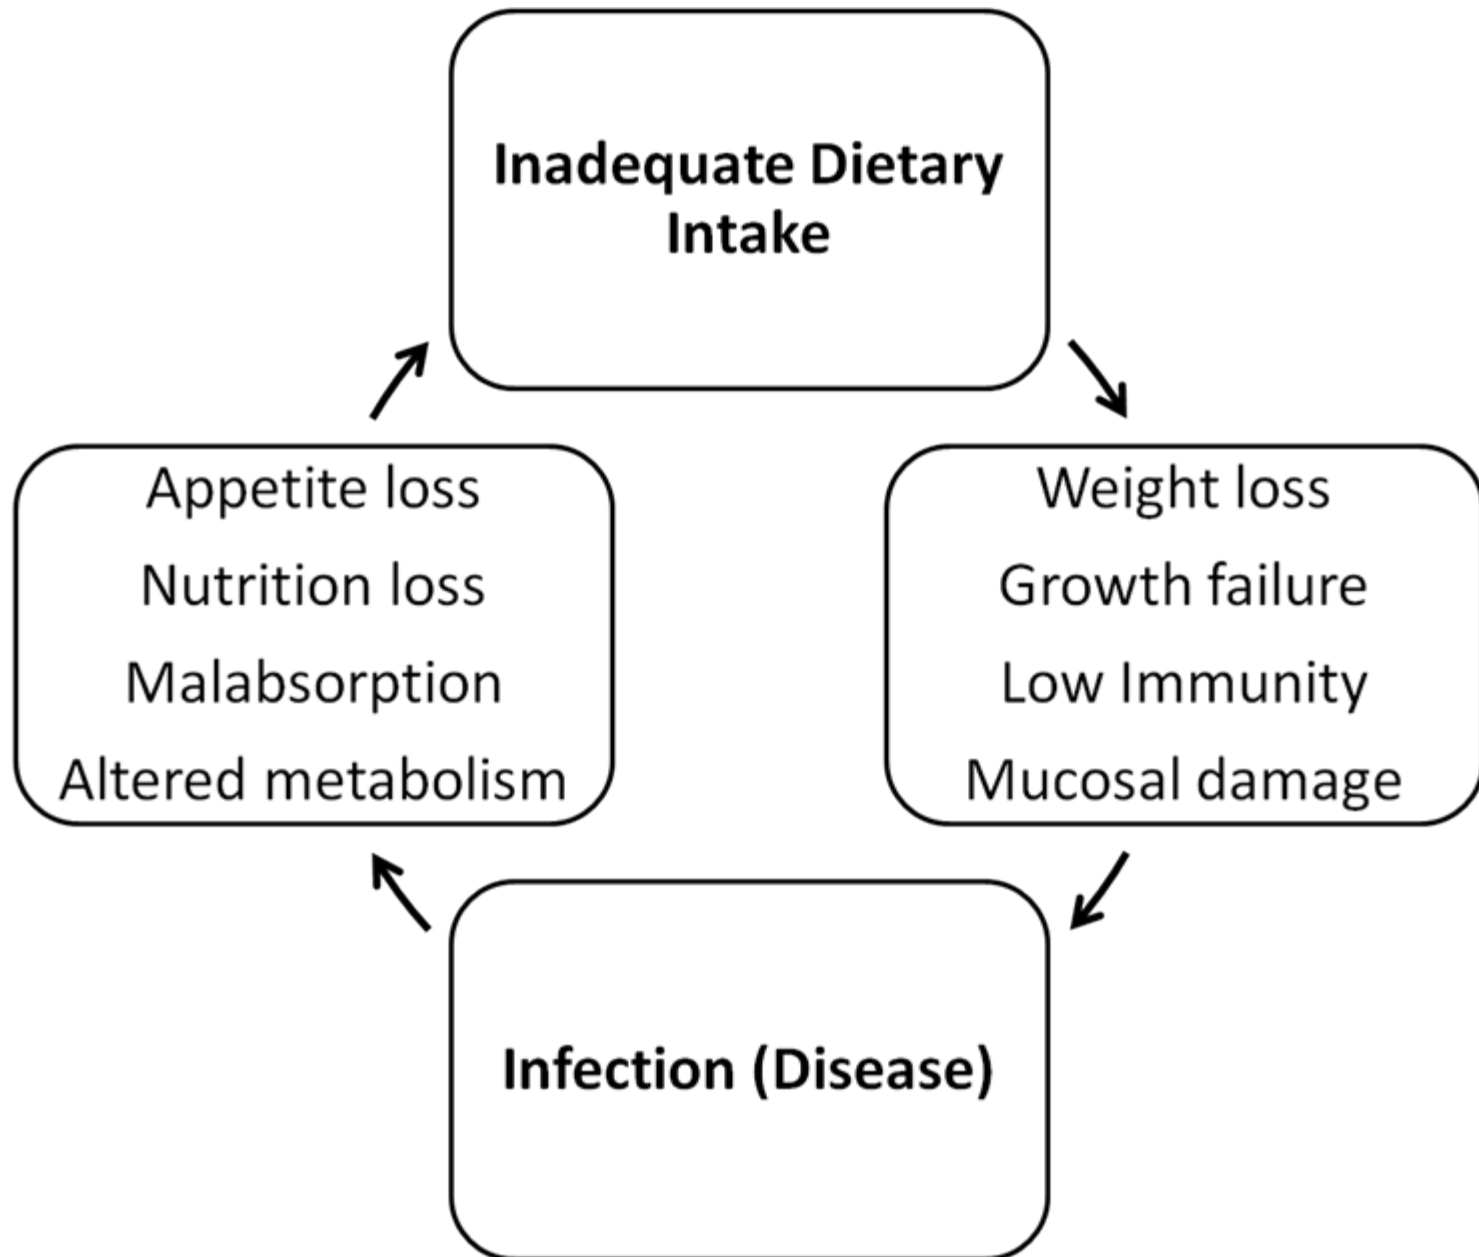 Inadequate Dietary
Intake
Appetite loss
Nutrition loss
Malabsorption
Altered metabolism
Weight loss
Growth failure
Low Immunity
Mucosal damage
Infection (Disease)